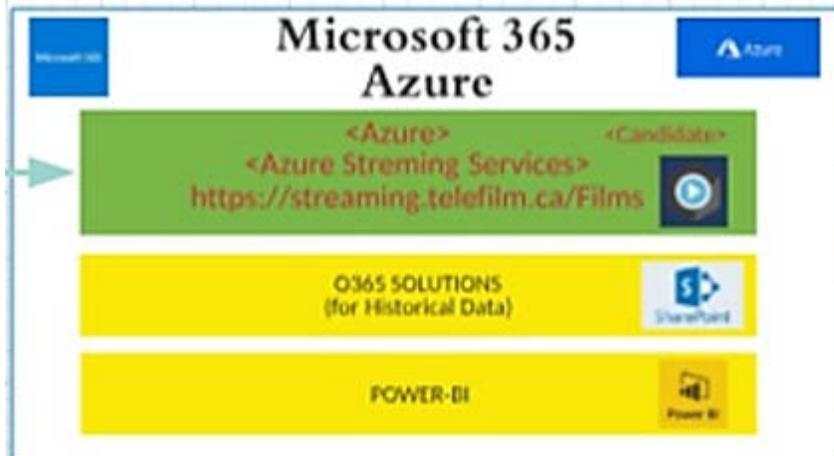 Microsoft 365
Microsoft 365
Azure
Azure
<Azure>
<Candidate>
<Azure Streming Services>
https://streaming.telefilm.ca/Films
O365 SOLUTIONS
(for Historical Data)
SharePoint
POWER-BI
Power BI